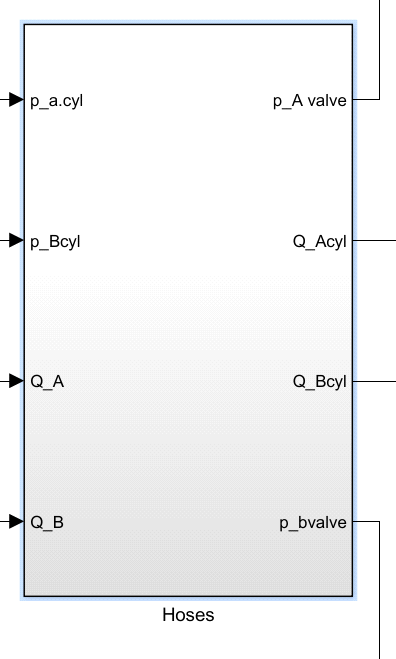 p_a.cyl
p_A valve
p_Bcyl
Q_Acyl
Q_A
Q_Bcyl
Q_B
p_bvalve
Hoses